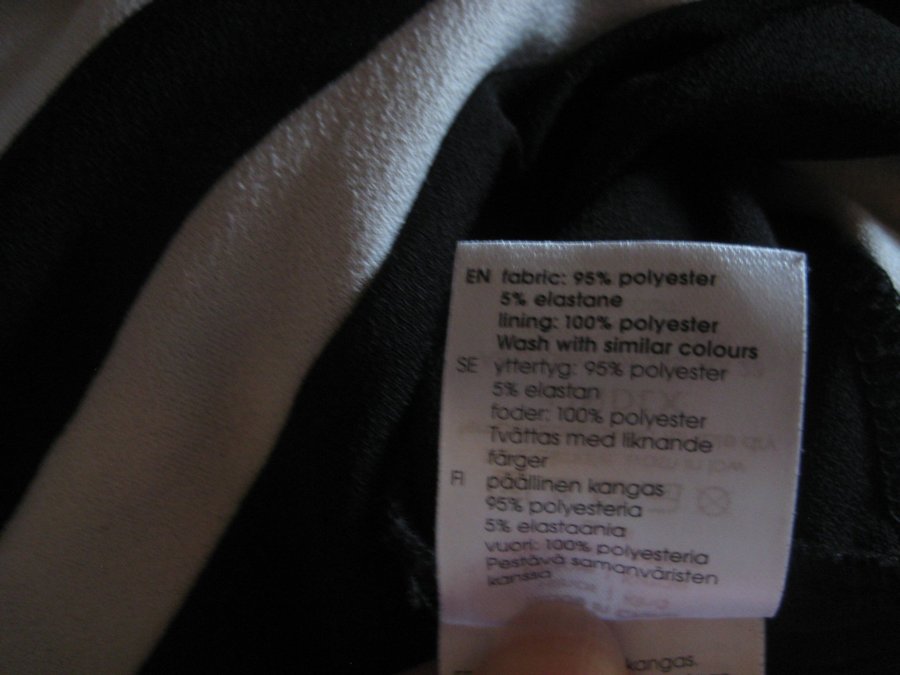 EN fabric: 95% polyester
5% elastane
lining: 100% polyester
Wash with similar colours
SE yttertyg: 95% polyester
5% elastan
foder: 100% polyester
Tvättas med liknande
färger
FI päällinen kangas
95% polyesteria
5% elastaania
vuori: 100% polyesteria
Pestävä samanväristen
kanssa
kangas.